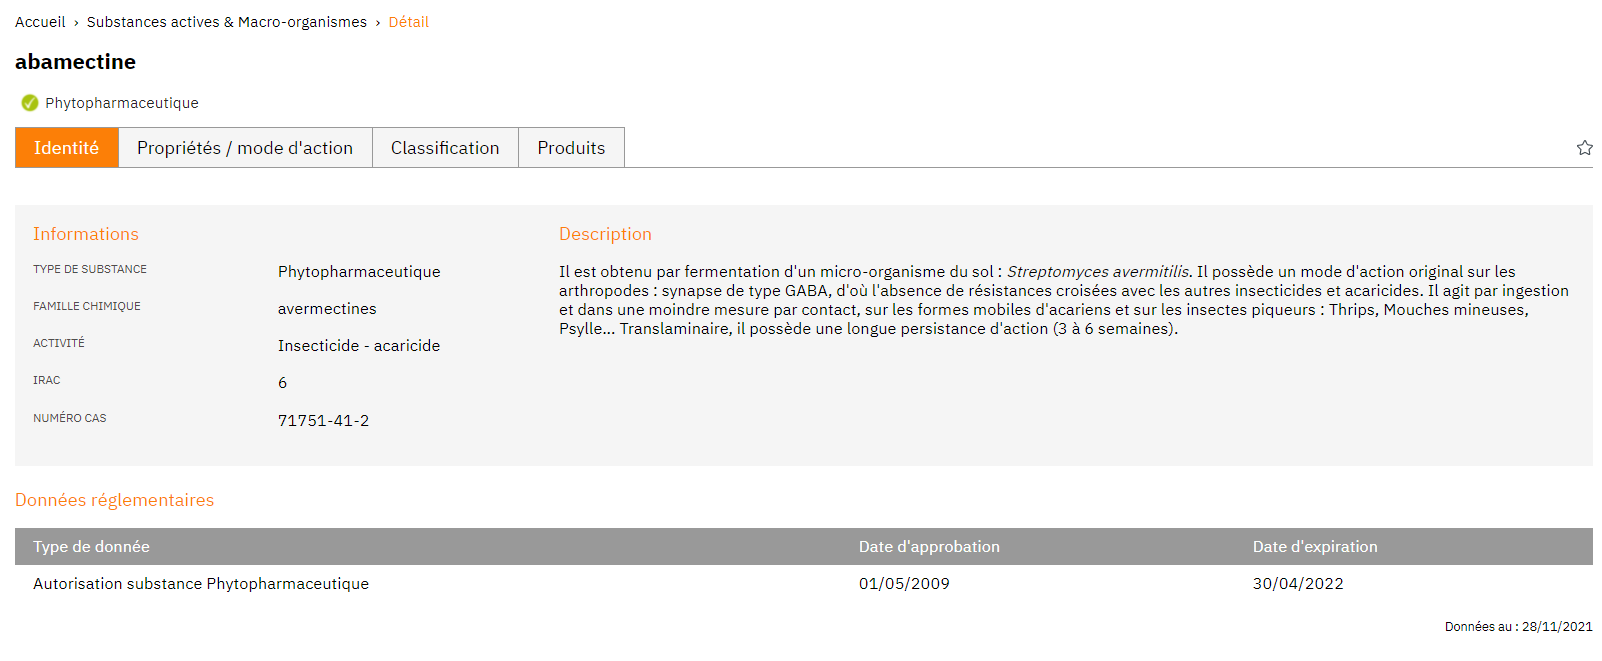 Accueil › Substances actives & Macro-organismes › Détail
abamectine
Phytopharmaceutique
Identité
Propriétés / mode d'action
Classification
Produits
Informations
TYPE DE SUBSTANCE
Phytopharmaceutique
FAMILLE CHIMIQUE
avermectines
ACTIVITÉ
Insecticide - acaricide
IRAC
6
NUMÉRO CAS
71751-41-2
Description
Il est obtenu par fermentation d'un micro-organisme du sol : Streptomyces avermitilis. Il possède un mode d'action original sur les
arthropodes : synapse de type GABA, d'où l'absence de résistances croisées avec les autres insecticides et acaricides. Il agit par ingestion
et dans une moindre mesure par contact, sur les formes mobiles d'acariens et sur les insectes piqueurs : Thrips, Mouches mineuses,
Psylle... Translaminaire, il possède une longue persistance d'action (3 à 6 semaines).
Données réglementaires
Type de donnée
Date d'approbation
Date d'expiration
Autorisation substance Phytopharmaceutique
01/05/2009
30/04/2022
Données au : 28/11/2021